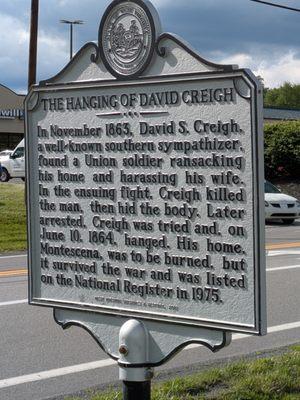 THE HANGING OF DAVID CREIGH
In November 1863, David S. Creigh,
a well-known southern sympathizer,
found a Union soldier ransacking
his home and harassing his wife.
In the ensuing fight, Creigh killed
the man, then hid the body. Later
arrested, Creigh was tried and, on
June 10, 1864, hanged. His home,
Montescena, was to be burned, but
it survived the war and was listed
on the National Register in 1975.